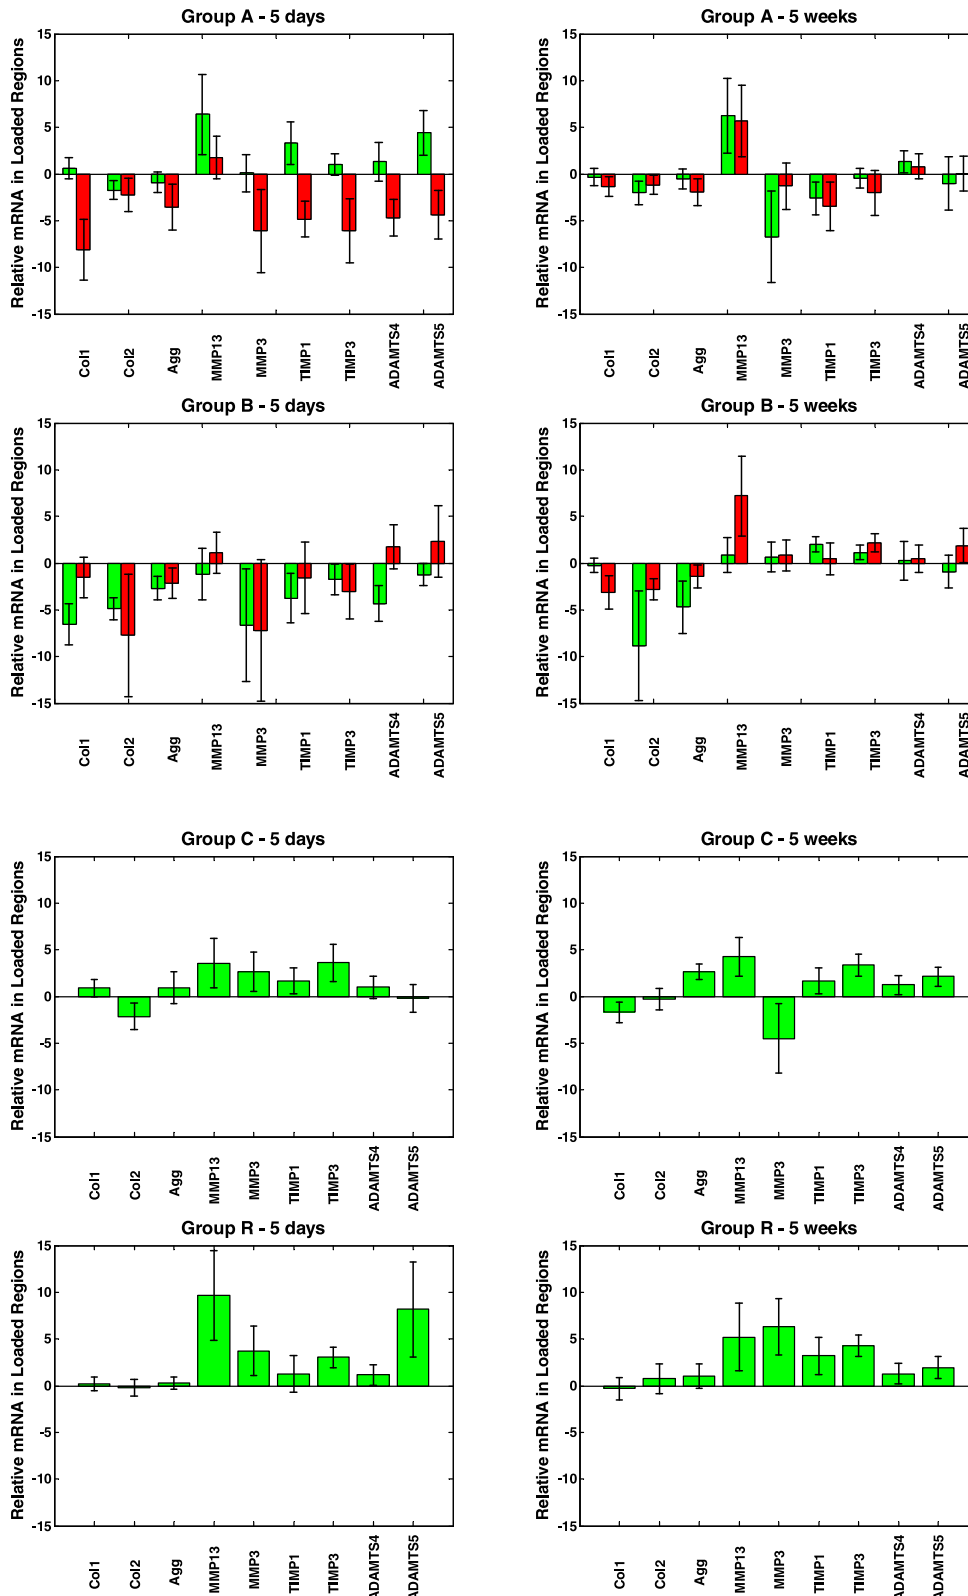 Group A - 5 days
Relative mRNA in Loaded Regions
15
10
5
0
-5
-10
-15
Col1
Col2
Agg
MMP13
MMP3
TIMP1
TIMP3
ADAMTS4
ADAMTS5
Group A - 5 weeks
Relative mRNA in Loaded Regions
15
10
5
0
-5
-10
-15
Col1
Col2
Agg
MMP13
MMP3
TIMP1
TIMP3
ADAMTS4
ADAMTS5
Group B - 5 days
Relative mRNA in Loaded Regions
15
10
5
0
-5
-10
-15
Col1
Col2
Agg
MMP13
MMP3
TIMP1
TIMP3
ADAMTS4
ADAMTS5
Group B - 5 weeks
Relative mRNA in Loaded Regions
15
10
5
0
-5
-10
-15
Col1
Col2
Agg
MMP13
MMP3
TIMP1
TIMP3
ADAMTS4
ADAMTS5
Group C - 5 days
Relative mRNA in Loaded Regions
15
10
5
0
-5
-10
-15
Col1
Col2
Agg
MMP13
MMP3
TIMP1
TIMP3
ADAMTS4
ADAMTS5
Group C - 5 weeks
Relative mRNA in Loaded Regions
15
10
5
0
-5
-10
-15
Col1
Col2
Agg
MMP13
MMP3
TIMP1
TIMP3
ADAMTS4
ADAMTS5
Group R - 5 days
Relative mRNA in Loaded Regions
15
10
5
0
-5
-10
-15
Col1
Col2
Agg
MMP13
MMP3
TIMP1
TIMP3
ADAMTS4
ADAMTS5
Group R - 5 weeks
Relative mRNA in Loaded Regions
15
10
5
0
-5
-10
-15
Col1
Col2
Agg
MMP13
MMP3
TIMP1
TIMP3
ADAMTS4
ADAMTS5